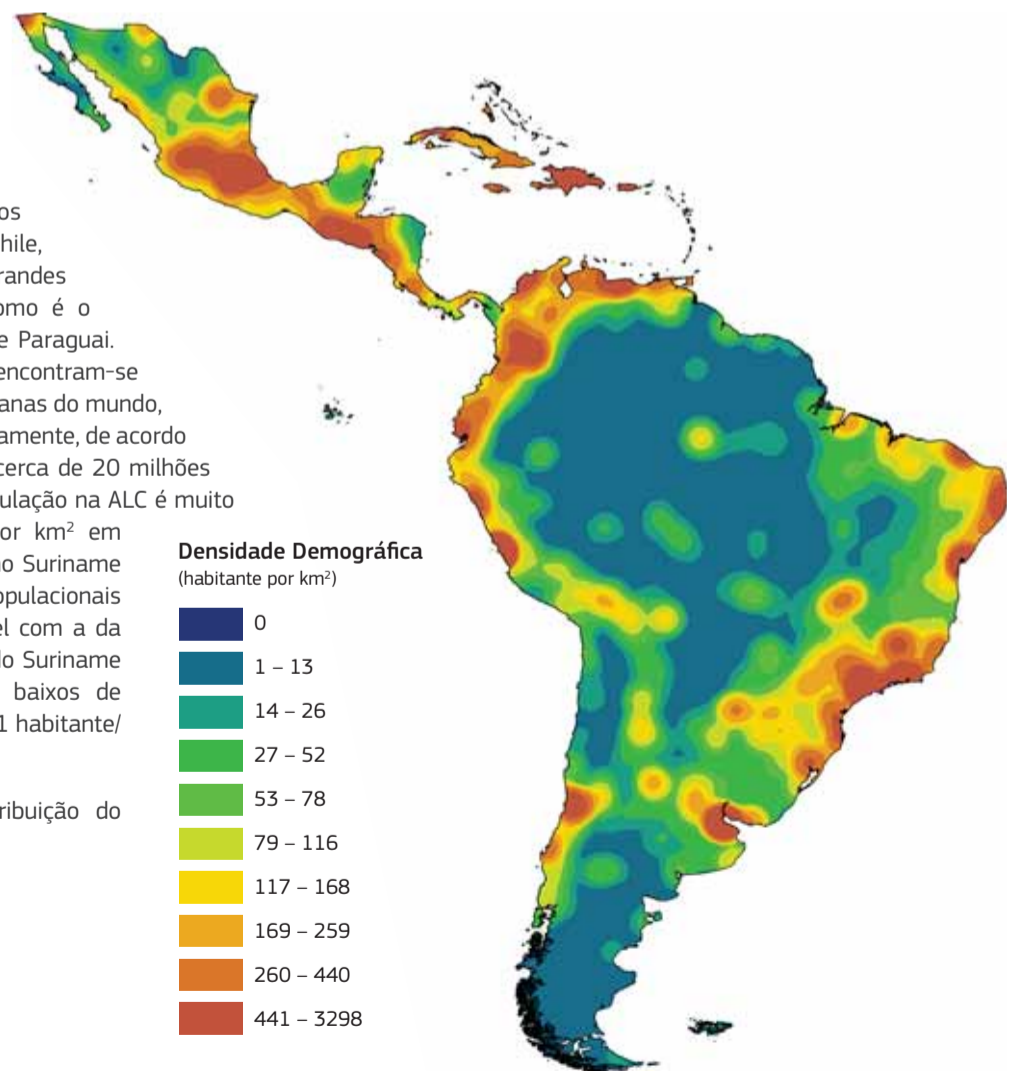 os
hile,
randes
omo é o
e Paraguai.
encontram-se
anas do mundo,
amente, de acordo
cerca de 20 milhões
ulação na ALC é muito
or km² em
o Suriname
opulacionais
el com a da
do Suriname
baixos de
1 habitante/
ribuição do
Densidade Demográfica
(habitante por km²)
0
1 – 13
14 – 26
27 – 52
53 – 78
79 – 116
117 – 168
169 – 259
260 – 440
441 – 3298